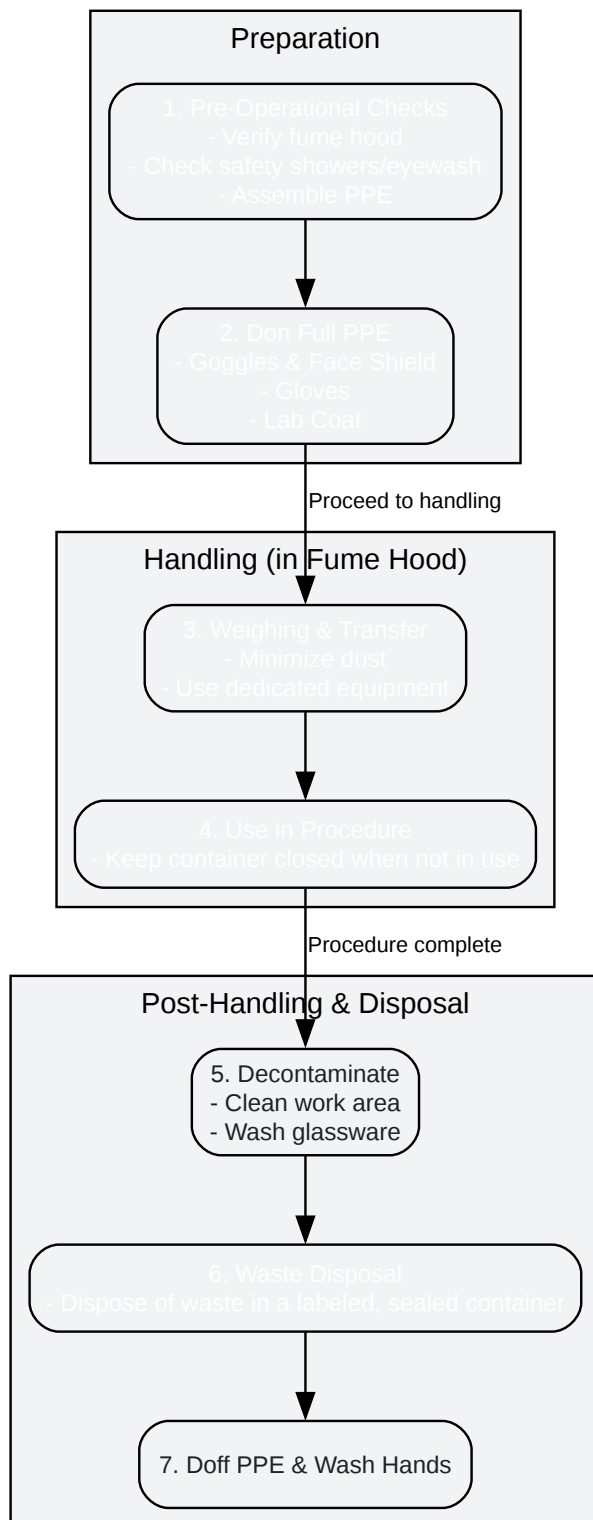 Preparation
1. Pre-Operational Checks
- Verify fume hood
- Check safety showers/eyewash
- Assemble PPE
2. Don Full PPE
- Goggles & Face Shield
- Gloves
- Lab Coat
Proceed to handling
Handling (in Fume Hood)
3. Weighing & Transfer
- Minimize dust
- Use dedicated equipment
4. Use in Procedure
- Keep container closed when not in use
Procedure complete
Post-Handling & Disposal
5. Decontaminate
- Clean work area
- Wash glassware
6. Waste Disposal
- Dispose of waste in a labeled, sealed container
7. Doff PPE & Wash Hands